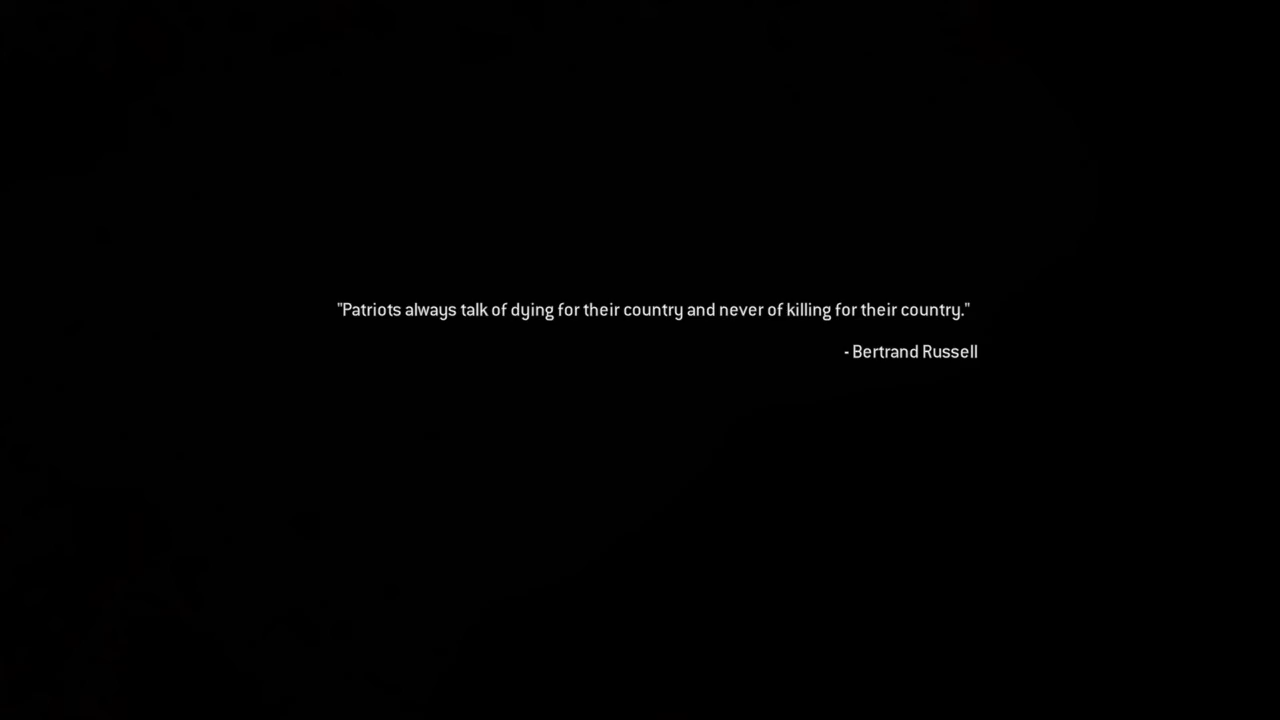 "Patriots always talk of dying for their country and never of killing for their country."
- Bertrand Russell